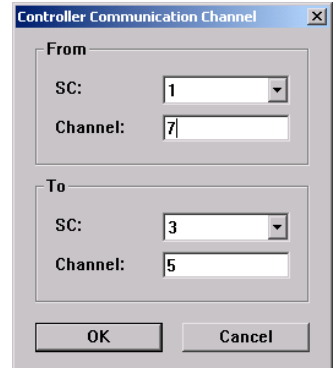 Controller Communication Channel
From
SC: 1
Channel: 7
To
SC: 3
Channel: 5
OK Cancel